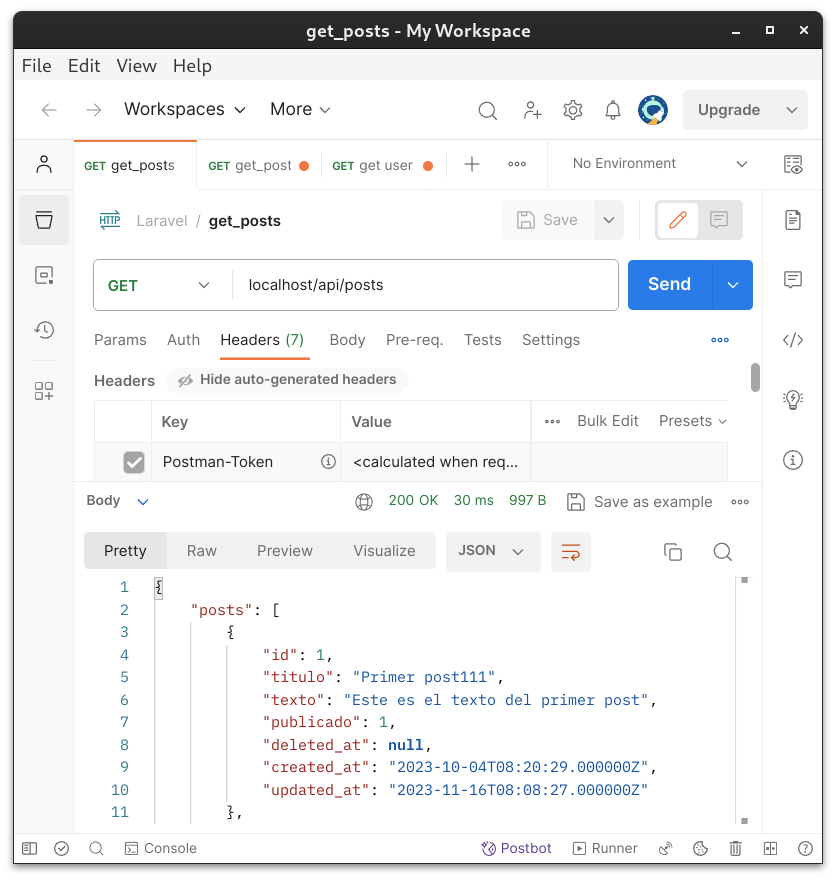 get_posts - My Workspace
File Edit View Help
Workspaces More Upgrade
GET get_posts GET get_post GET get user No Environment
HTTP Laravel / get_posts Save
GET localhost/api/posts Send
Params Auth Headers (7) Body Pre-req. Tests Settings
Headers Hide auto-generated headers
Key Value Bulk Edit Presets
Postman-Token <calculated when req...
Body 200 OK 30 ms 997 B Save as example
Pretty Raw Preview Visualize JSON
1 {
2 "posts": [
3 {
4 "id": 1,
5 "titulo": "Primer post111",
6 "texto": "Este es el texto del primer post",
7 "publicado": 1,
8 "deleted_at": null,
9 "created_at": "2023-10-04T08:20:29.000000Z",
10 "updated_at": "2023-11-16T08:08:27.000000Z"
11 },
Console Postbot Runner